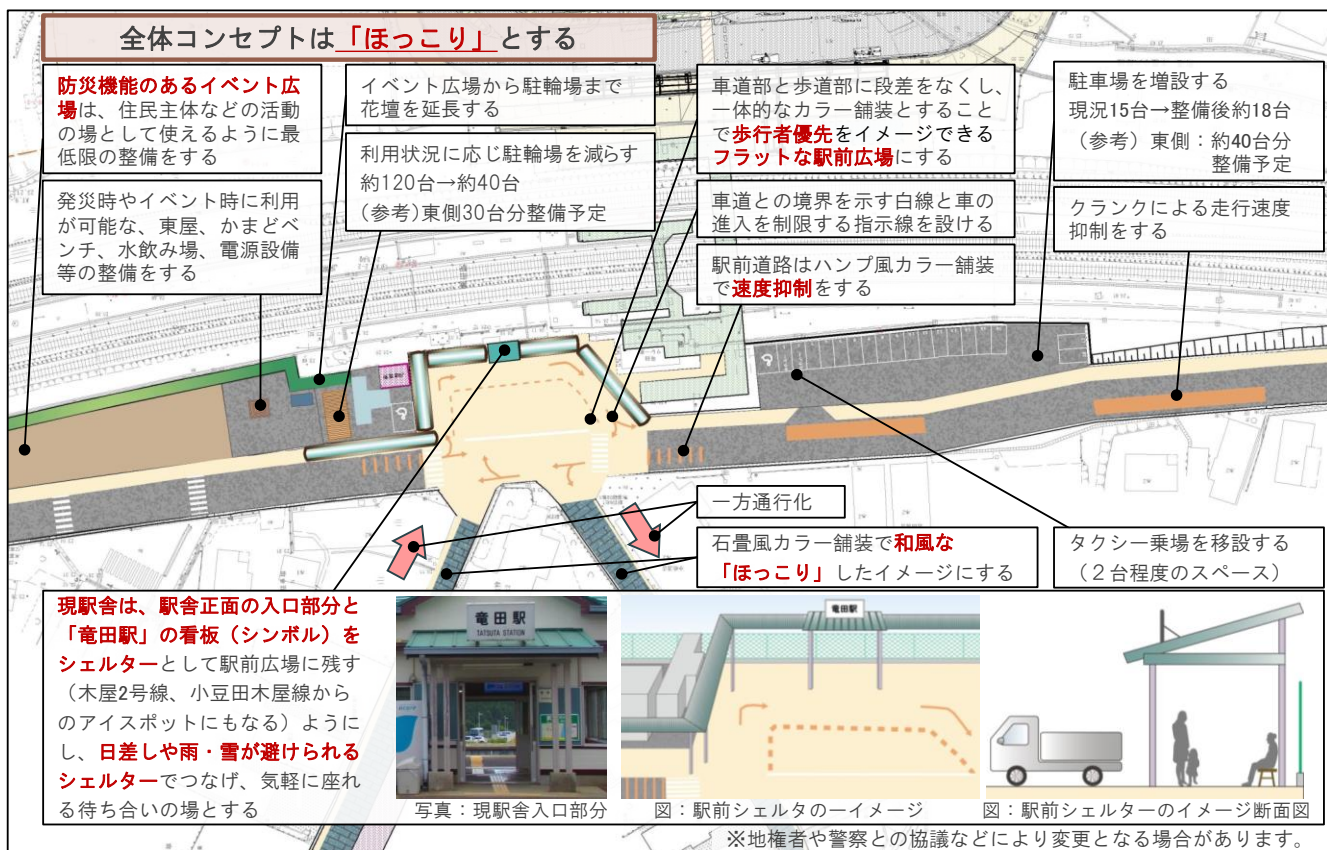 全体コンセプトは「ほっこり」とする
防災機能のあるイベント広
場は、住民主体などの活動
の場として使えるように最
低限の整備をする
発災時やイベント時に利用
が可能な、東屋、かまどベ
ンチ、水飲み場、電源設備
等の整備をする
イベント広場から駐輪場まで
花壇を延長する
利用状況に応じ駐輪場を減らす
約120台→約40台
(参考)東側30台分整備予定
車道部と歩道部に段差をなくし、
一体的なカラー舗装とすること
で歩行者優先をイメージできる
フラットな駅前広場にする
車道との境界を示す白線と車の
進入を制限する指示線を設ける
駅前道路はハンプ風カラー舗装
で速度抑制をする
駐車場を増設する
現況15台→整備後約18台
(参考) 東側：約40台分
整備予定
クランクによる走行速度
抑制をする
一方通行化
石畳風カラー舗装で和風な
「ほっこり」したイメージにする
タクシー乗場を移設する
（２台程度のスペース）
現駅舎は、駅舎正面の入口部分と
「竜田駅」の看板（シンボル）を
シェルターとして駅前広場に残す
（木屋2号線、小豆田木屋線から
のアイスポットにもなる）ように
し、日差しや雨・雪が避けられる
シェルターでつなげ、気軽に座れ
る待ち合いの場とする
竜田駅
TATSUTA STATION
写真：現駅舎入口部分
竜田駅
図：駅前シェルタのーイメージ
図：駅前シェルターのイメージ断面図
※地権者や警察との協議などにより変更となる場合があります。